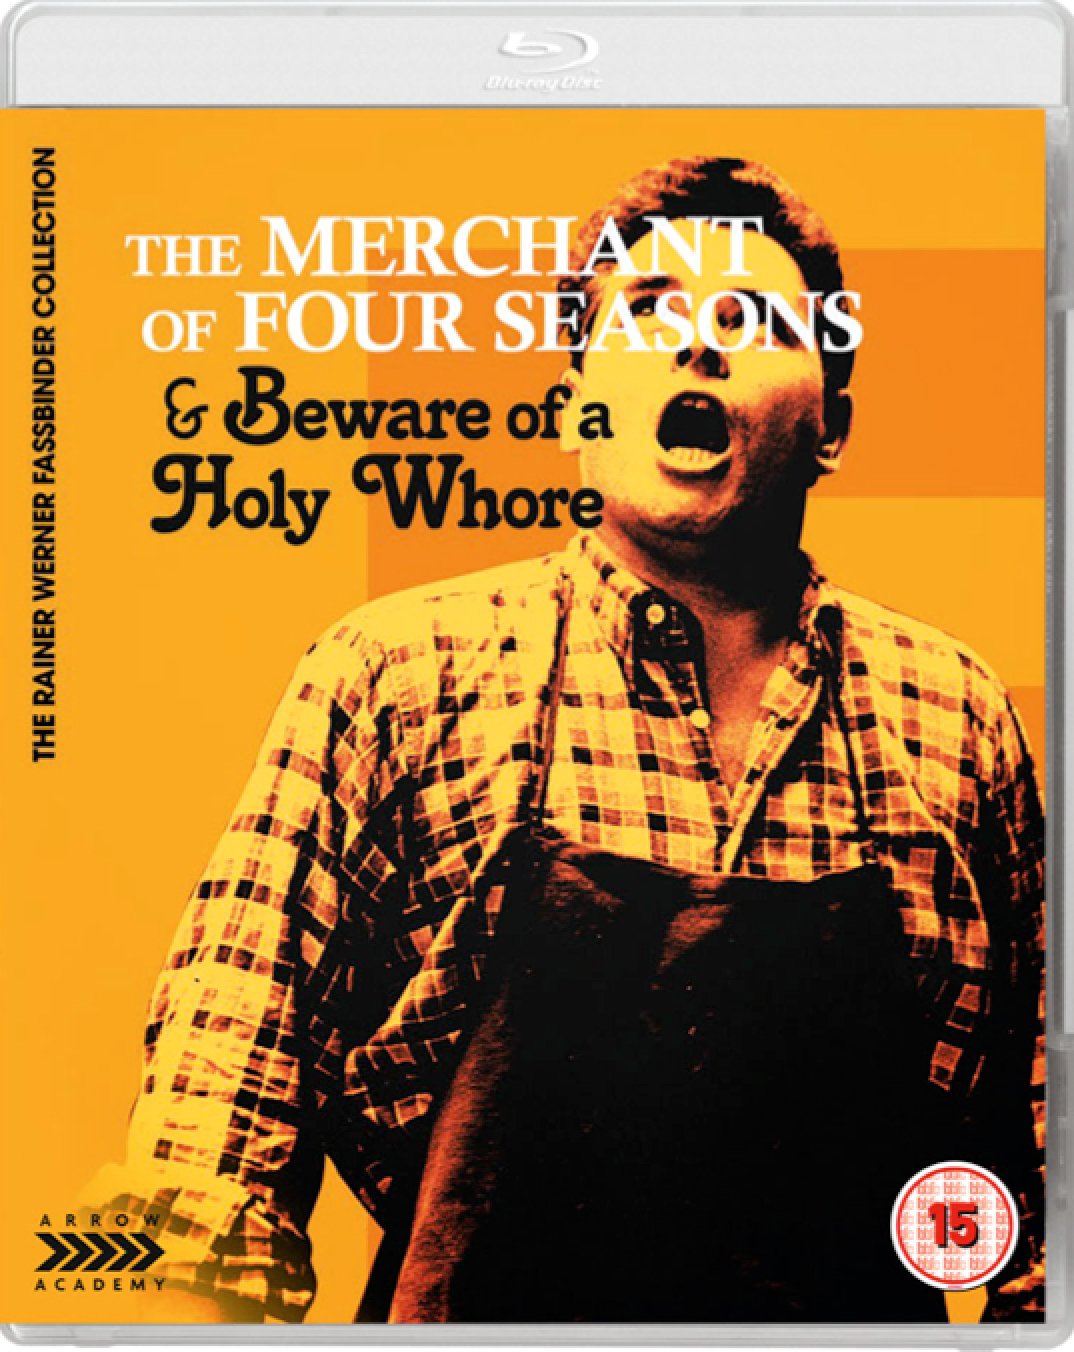 Blu-ray Disc
THE RAINER WERNER FASSBINDER COLLECTION
THE MERCHANT
OF FOUR SEASONS
& Beware of a
Holy Whore
ARROW
ACADEMY
15